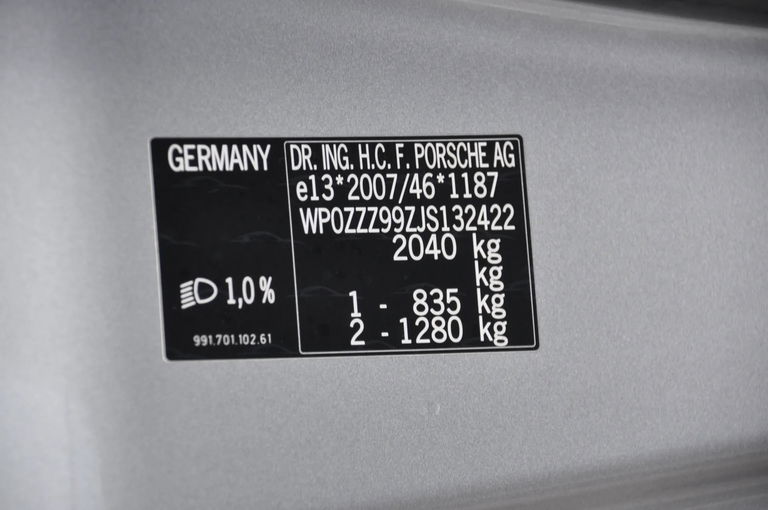 GERMANY
DR. ING. H.C. F. PORSCHE AG
e13*2007/46*1187
WP0ZZZ99ZJS132422
2040 kg
kg
1 - 835 kg
2 - 1280 kg
1,0 %
991.701.102.61